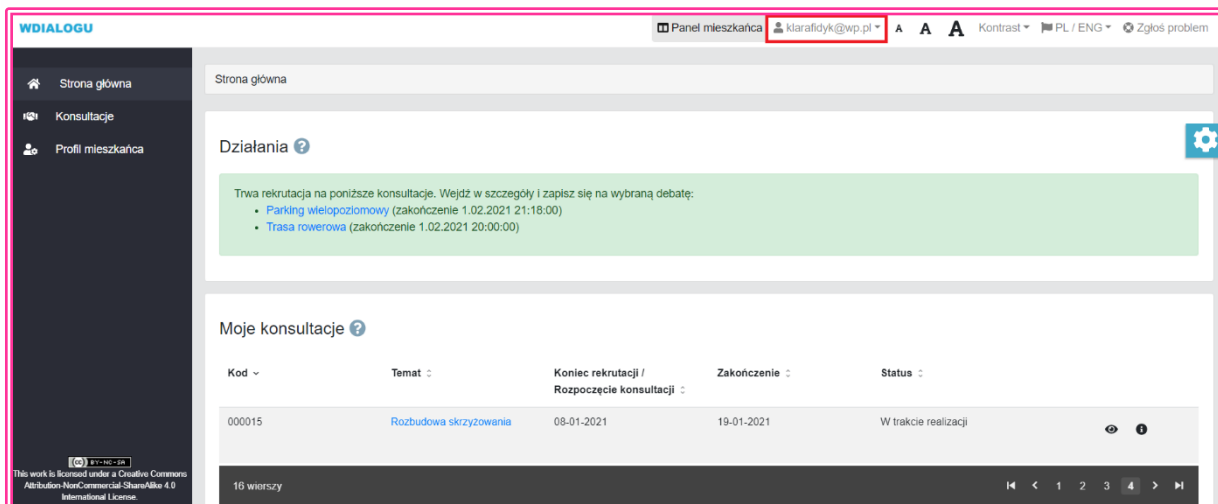 WDIALOGU
Panel mieszkańca klarafidyk@wp.pl A A A Kontrast PL / ENG Zgłoś problem
Strona główna
Konsultacje
Profil mieszkańca
Strona główna
Działania
Trwa rekrutacja na poniższe konsultacje. Wejdź w szczegóły i zapisz się na wybraną debatę:
Parking wielopoziomowy (zakończenie 1.02.2021 21:18:00)
Trasa rowerowa (zakończenie 1.02.2021 20:00:00)
Moje konsultacje
Kod Temat Koniec rekrutacji / Zakończenie Status
Rozpoczęcie konsultacji
000015 Rozbudowa skrzyżowania 08-01-2021 19-01-2021 W trakcie realizacji
16 wierszy 1 2 3 4
CC BY-NC-SA
This work is licensed under a Creative Commons
Attribution-NonCommercial-ShareAlike 4.0
International License.